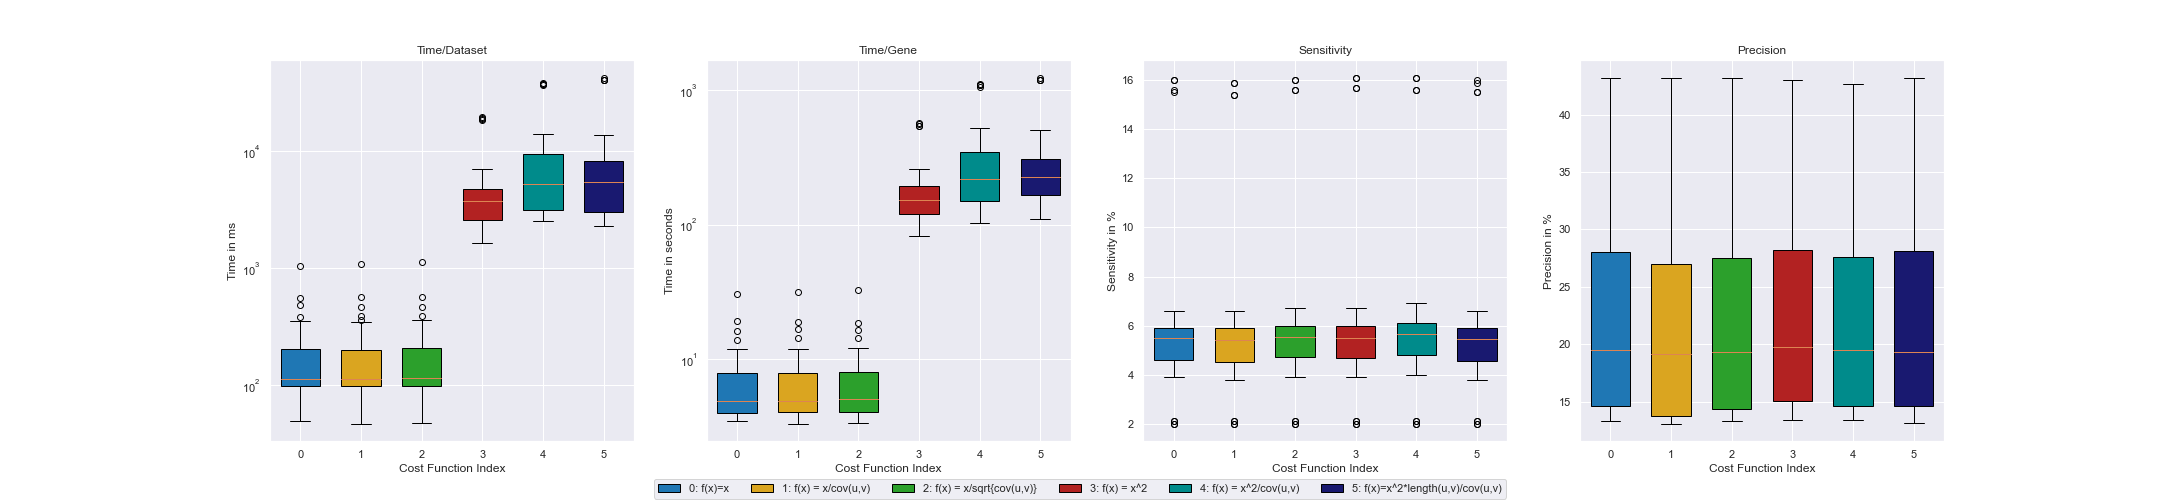 Time/Dataset
Time in ms
10^4
10^3
10^2
0 1 2 3 4 5
Cost Function Index
Time/Gene
Time in seconds
10^3
10^2
10^1
0 1 2 3 4 5
Cost Function Index
Sensitivity
Sensitivity in %
16
14
12
10
8
6
4
2
0 1 2 3 4 5
Cost Function Index
Precision
Precision in %
40
35
30
25
20
15
0 1 2 3 4 5
Cost Function Index
0: f(x)=x 1: f(x) = x/cov(u,v) 2: f(x) = x/sqrt{cov(u,v)} 3: f(x) = x^2 4: f(x) = x^2/cov(u,v) 5: f(x)=x^2*length(u,v)/cov(u,v)